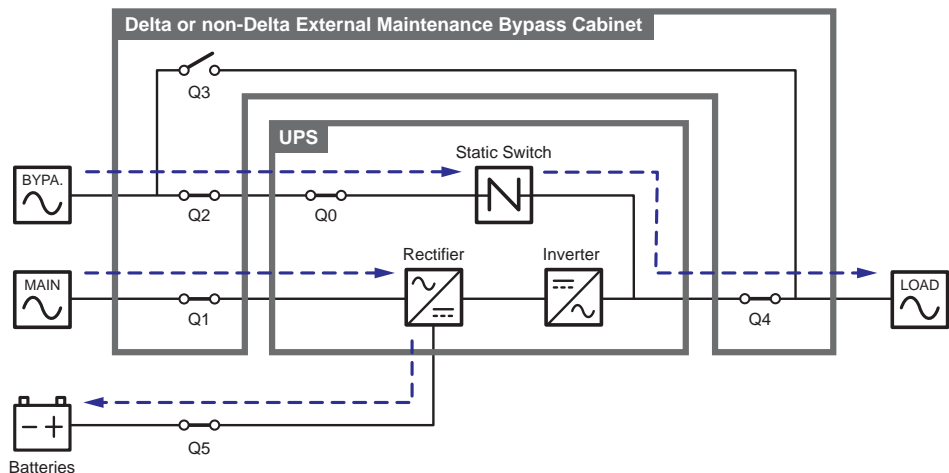 Delta or non-Delta External Maintenance Bypass Cabinet
Q3
UPS
Static Switch
BYPA.
Q2
Q0
Rectifier
Inverter
MAIN
LOAD
Q1
Q4
Q5
Batteries